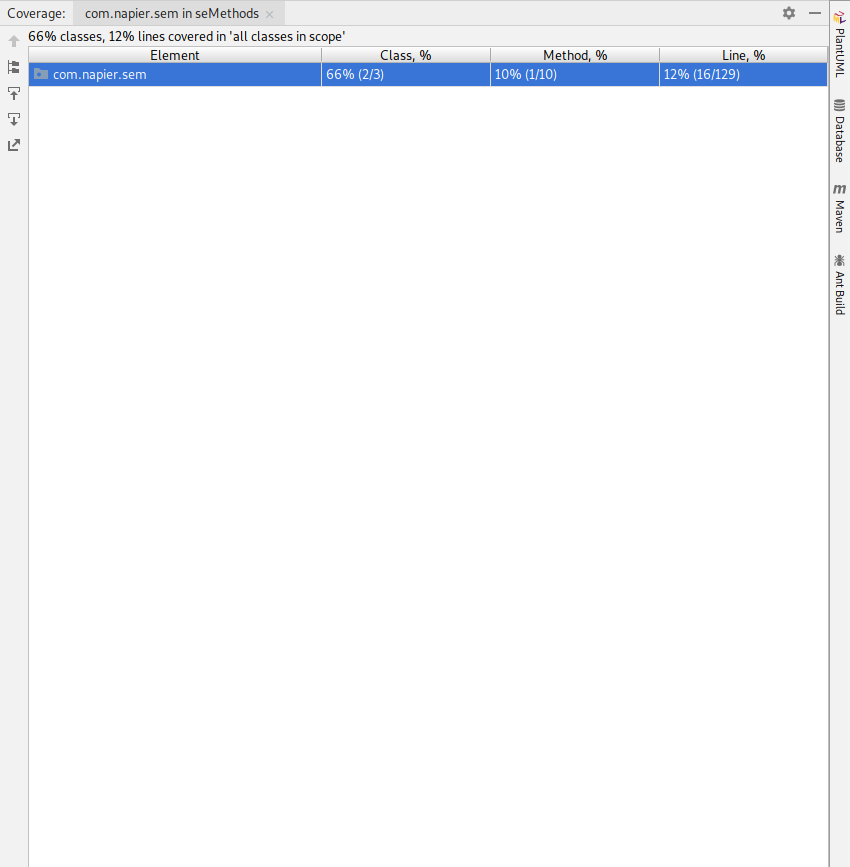 Coverage: com.napier.sem in seMethods
66% classes, 12% lines covered in 'all classes in scope'
Element Class, % Method, % Line, %
com.napier.sem 66% (2/3) 10% (1/10) 12% (16/129)
PlantUML
Database
m
Maven
Ant Build